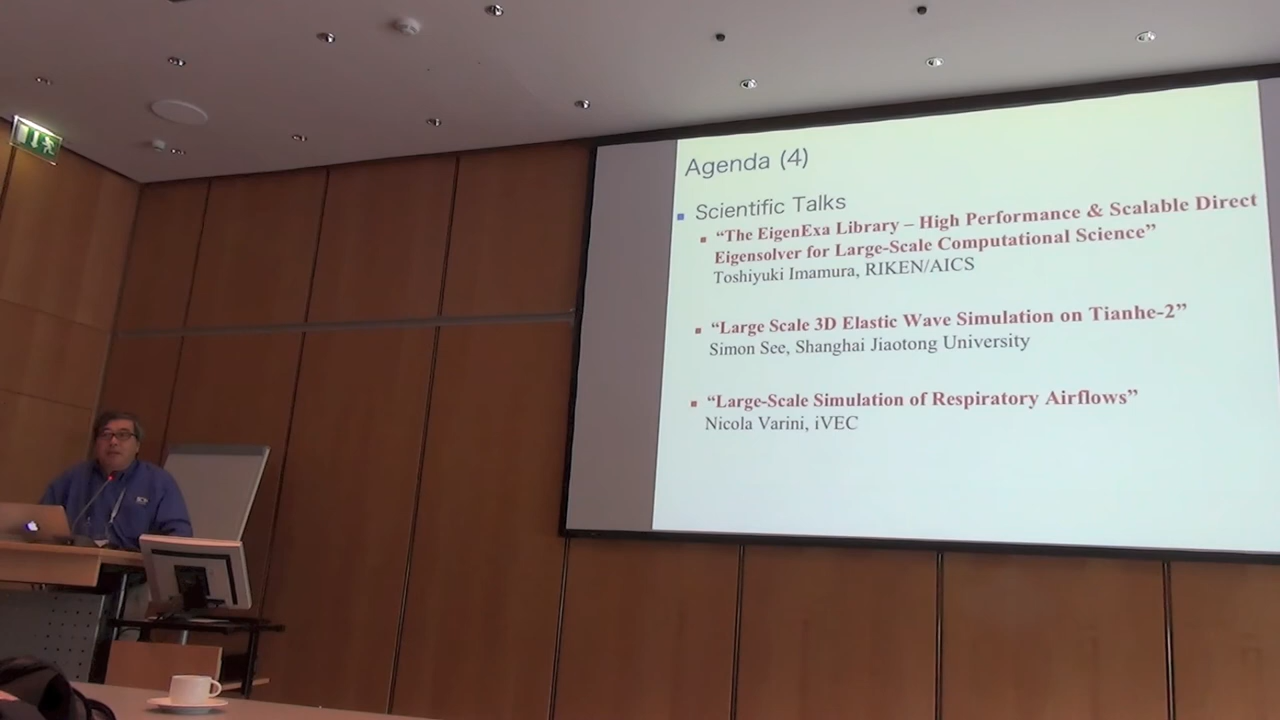 Agenda (4)
Scientific Talks
“The EigenExa Library – High Performance & Scalable Direct
Eigensolver for Large-Scale Computational Science”
Toshiyuki Imamura, RIKEN/AICS
“Large Scale 3D Elastic Wave Simulation on Tianhe-2”
Simon See, Shanghai Jiaotong University
“Large-Scale Simulation of Respiratory Airflows”
Nicola Varini, iVEC